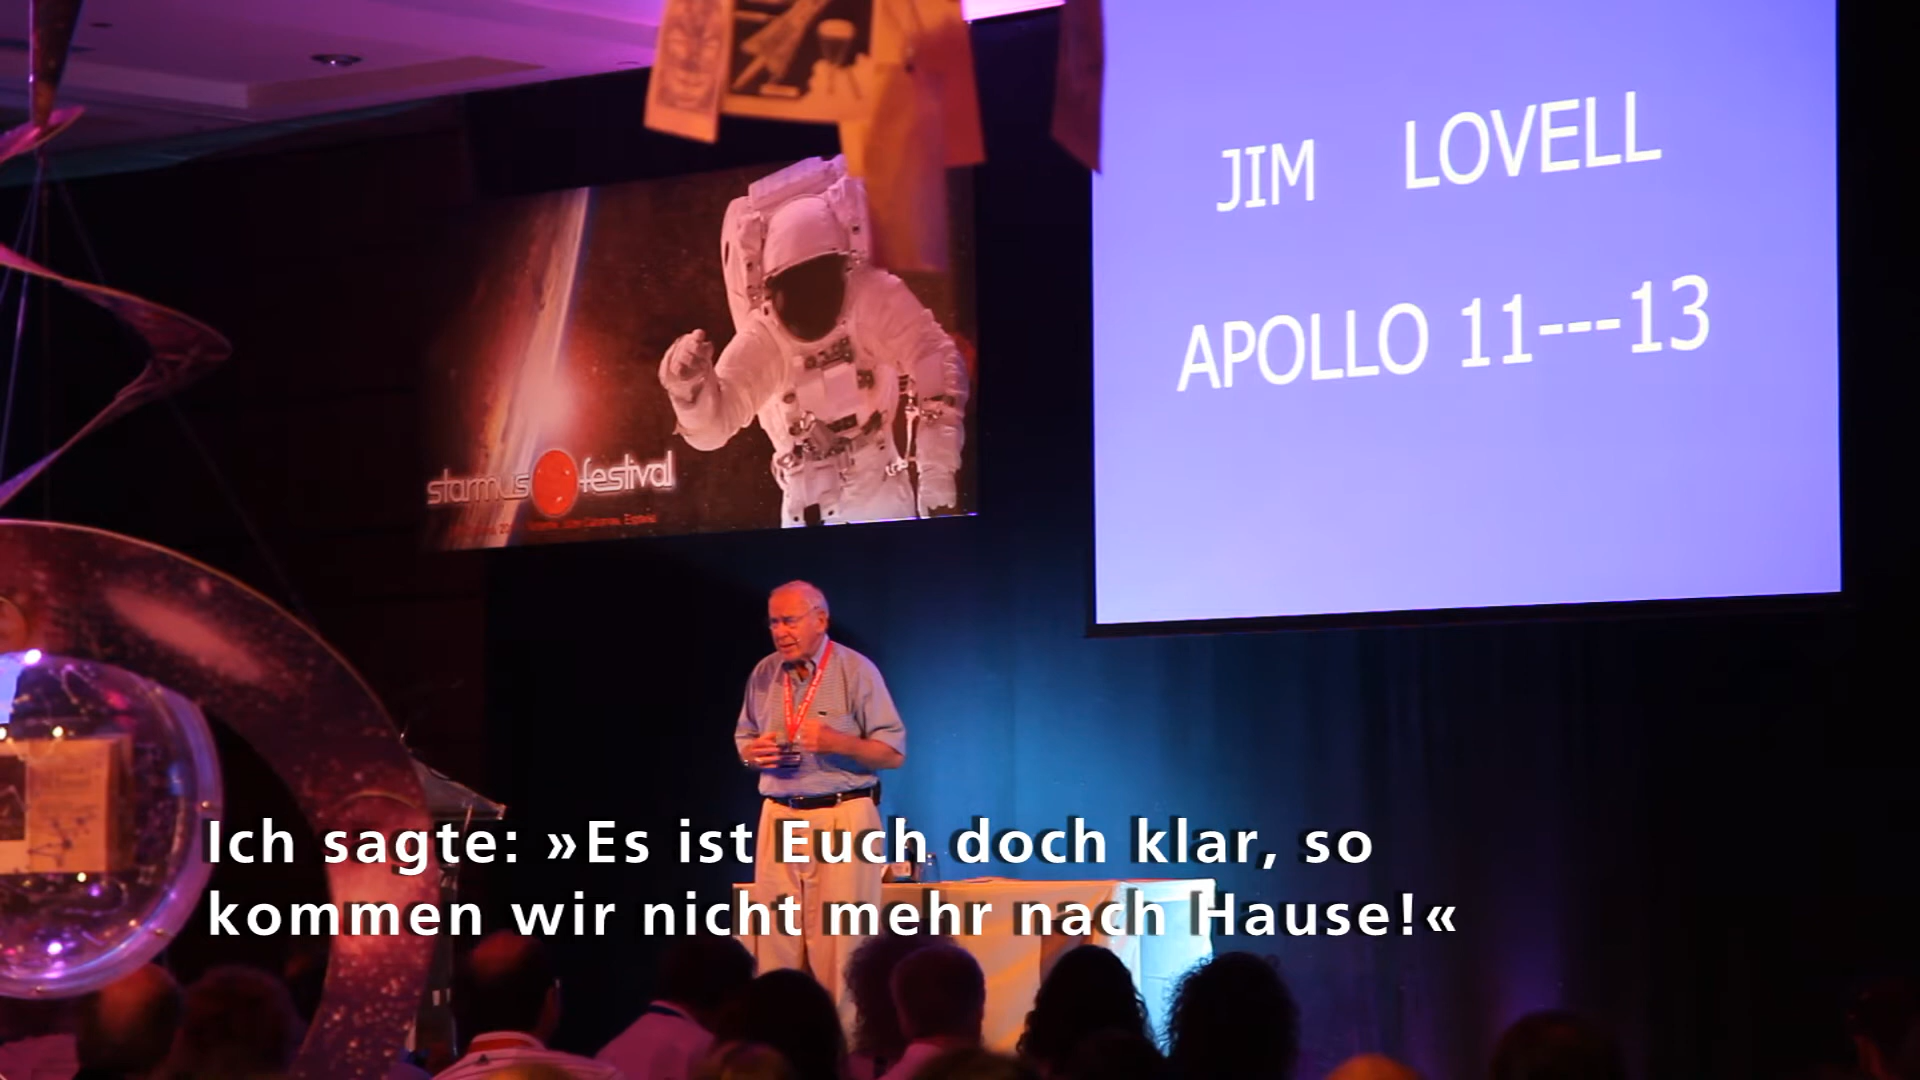 JIM LOVELL
APOLLO 11---13
starmus festival
Ich sagte: »Es ist Euch doch klar, so
kommen wir nicht mehr nach Hause!«